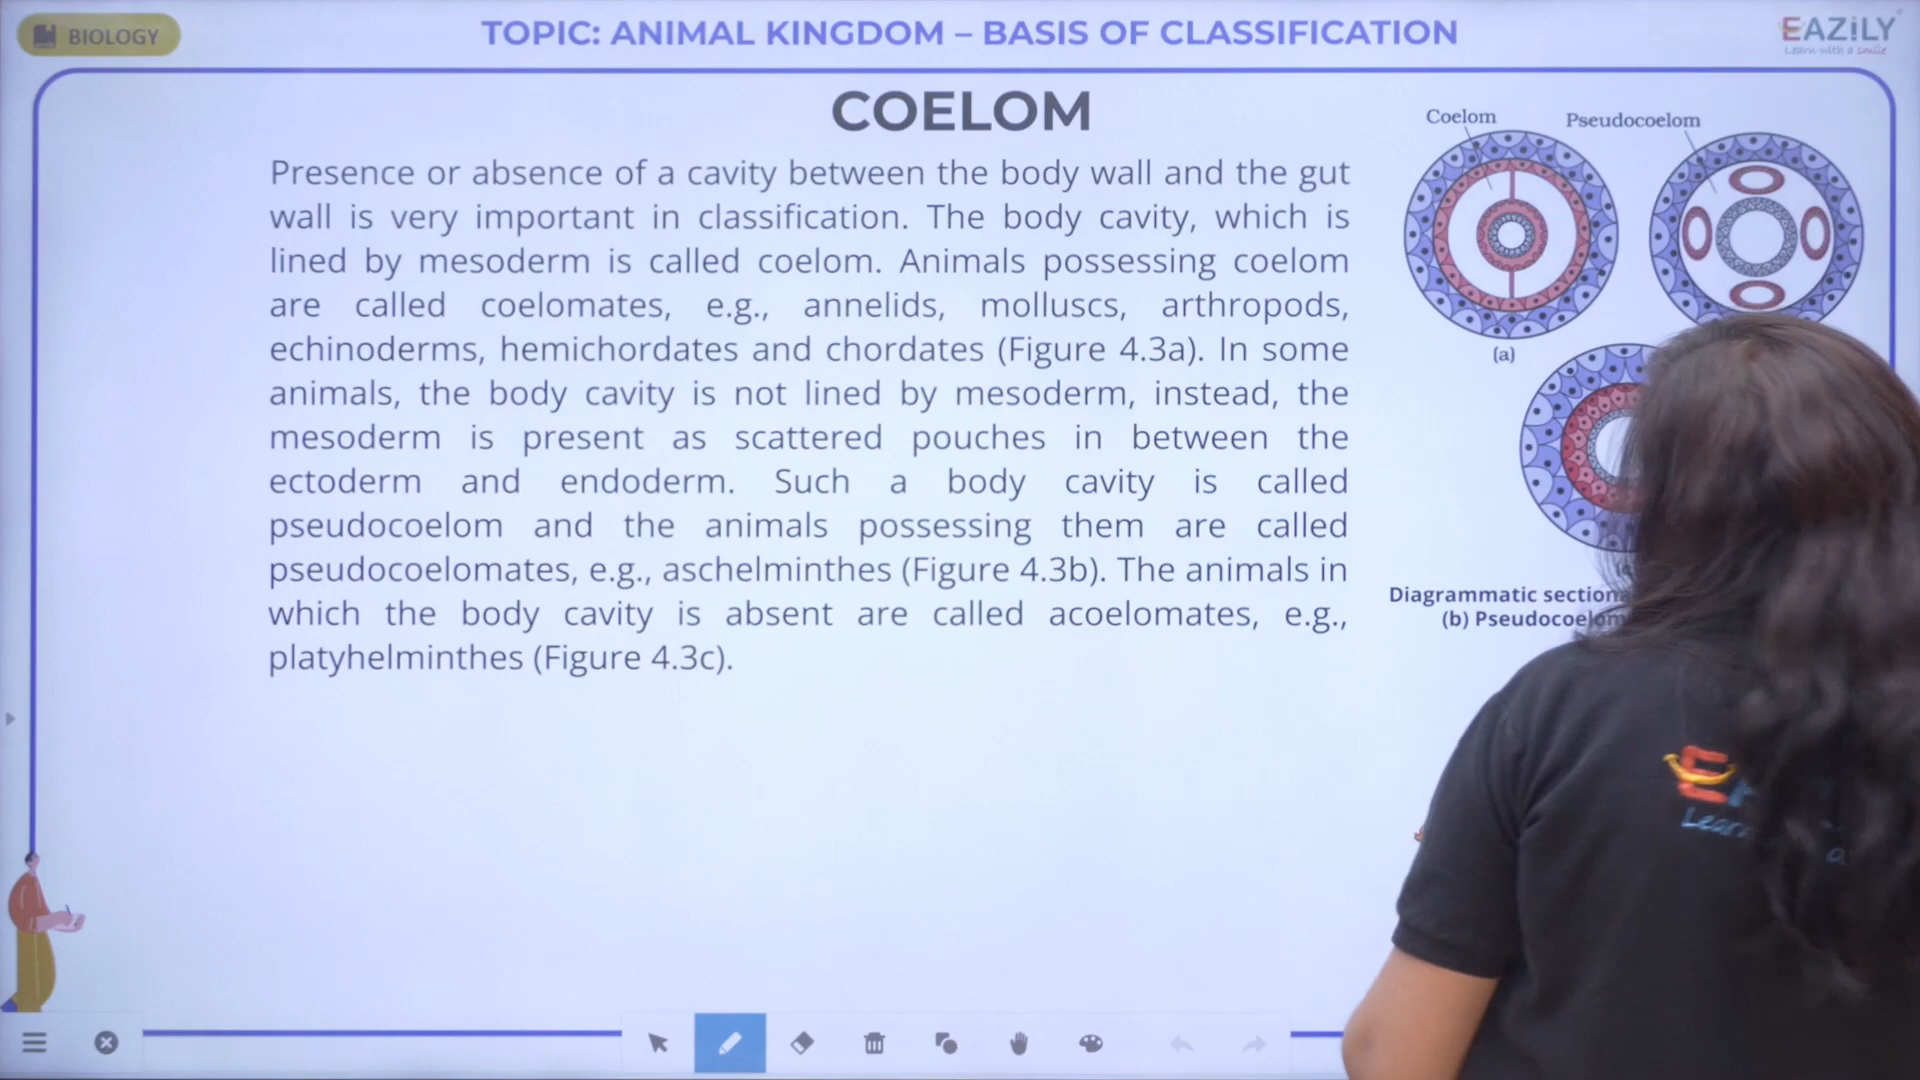 BIOLOGY
TOPIC: ANIMAL KINGDOM – BASIS OF CLASSIFICATION
EAZiLY
Learn with a smile
COELOM
Presence or absence of a cavity between the body wall and the gut
wall is very important in classification. The body cavity, which is
lined by mesoderm is called coelom. Animals possessing coelom
are called coelomates, e.g., annelids, molluscs, arthropods,
echinoderms, hemichordates and chordates (Figure 4.3a). In some
animals, the body cavity is not lined by mesoderm, instead, the
mesoderm is present as scattered pouches in between the
ectoderm and endoderm. Such a body cavity is called
pseudocoelom and the animals possessing them are called
pseudocoelomates, e.g., aschelminthes (Figure 4.3b). The animals in
which the body cavity is absent are called acoelomates, e.g.,
platyhelminthes (Figure 4.3c).
Coelom
Pseudocoelom
(a)
Diagrammatic
(b)